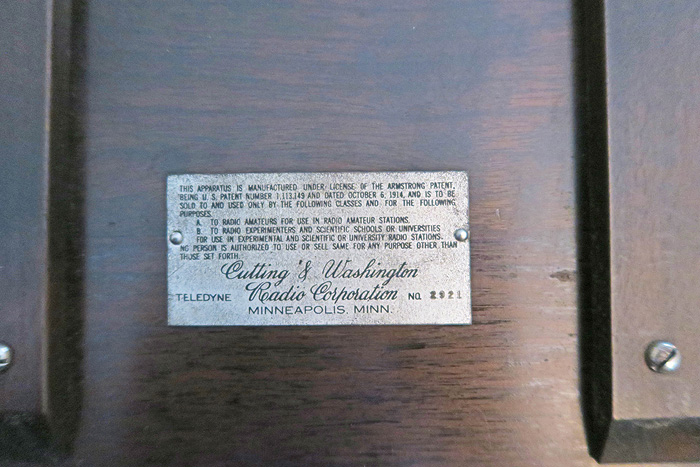 THIS APPARATUS IS MANUFACTURED UNDER LICENSE OF THE ARMSTRONG PATENT,
BEING U. S. PATENT NUMBER 1,113,149 AND DATED OCTOBER 6, 1914, AND IS TO BE
SOLD TO AND USED ONLY BY THE FOLLOWING CLASSES AND FOR THE FOLLOWING
PURPOSES.
A. TO RADIO AMATEURS FOR USE IN RADIO AMATEUR STATIONS.
B. TO RADIO EXPERIMENTERS AND SCIENTIFIC SCHOOLS OR UNIVERSITIES
FOR USE IN EXPERIMENTAL AND SCIENTIFIC OR UNIVERSITY RADIO STATIONS.
NO PERSON IS AUTHORIZED TO USE OR SELL SAME FOR ANY PURPOSE OTHER THAN
THOSE SET FORTH.
Cutting & Washington
TELEDYNE Radio Corporation NO. 2921
MINNEAPOLIS, MINN.